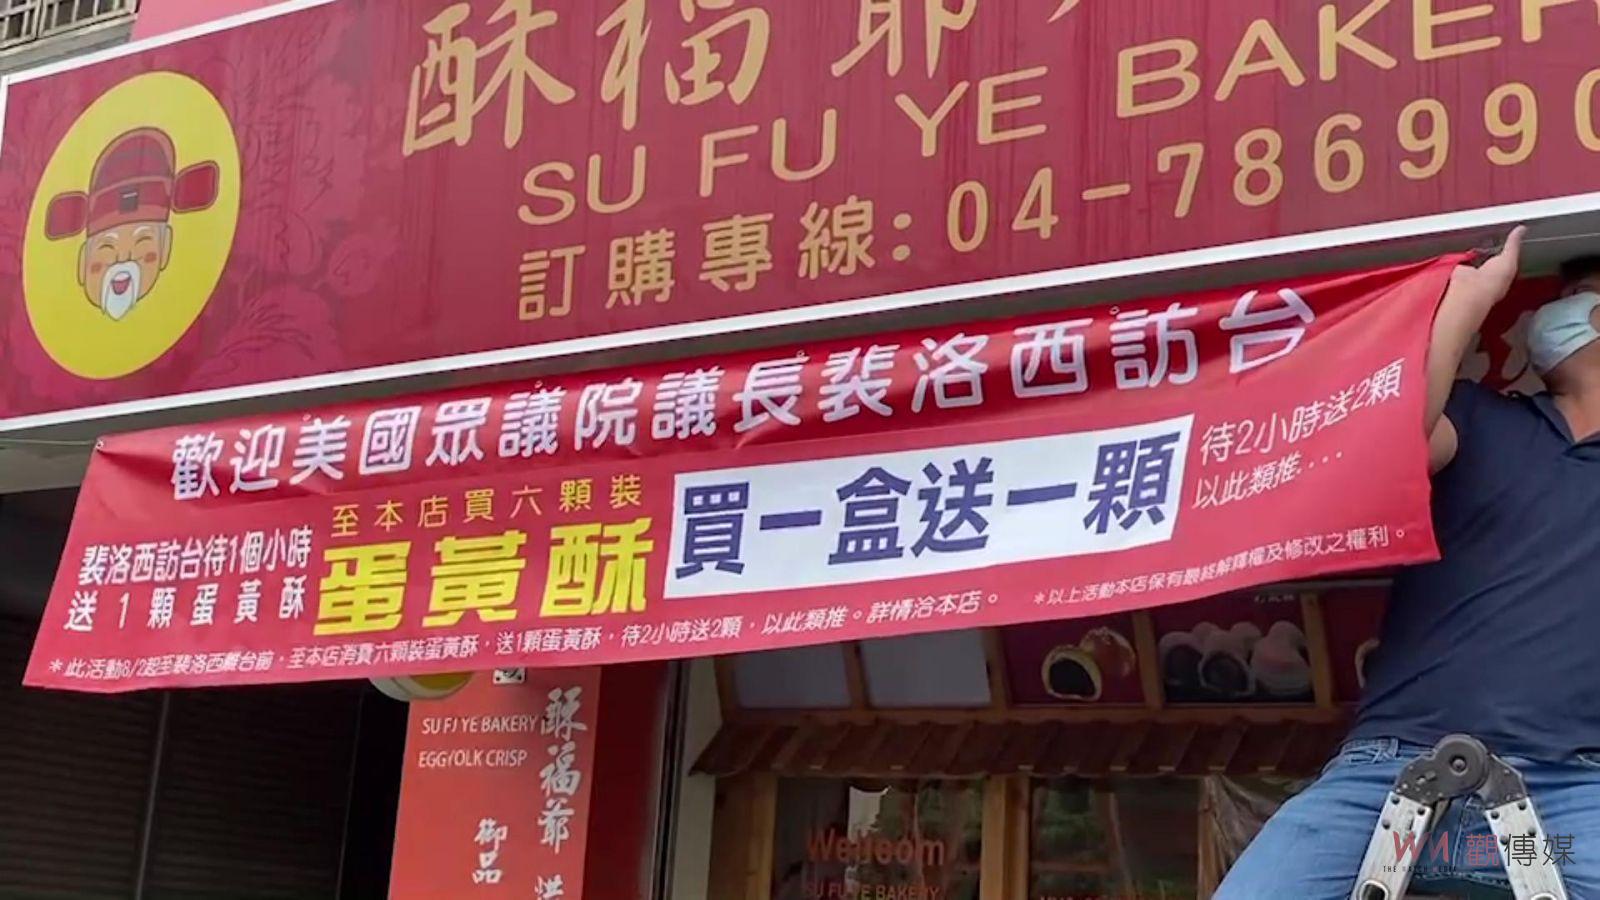 酥福爺
SU FU YE BAKER
訂購專線:04-786990
歡迎美國眾議院議長裴洛西訪台
裴洛西訪台待1個小時
送1顆蛋黃酥
至本店買六顆裝
蛋黃酥
買一盒送一顆
待2小時送2顆
以此類推....
*此活動8/2起至裴洛西離台前，至本店消費六顆裝蛋黃酥，送1顆蛋黃酥，待2小時送2顆，以此類推。詳情洽本店。
*以上活動本店保有最終解釋權及修改之權利。
SU FU YE BAKERY
EGG YOLK CRISP
酥福爺
御品
Welleom
SU FU YE BAKERY
WM 觀傳媒
THE WATCH MEDIA